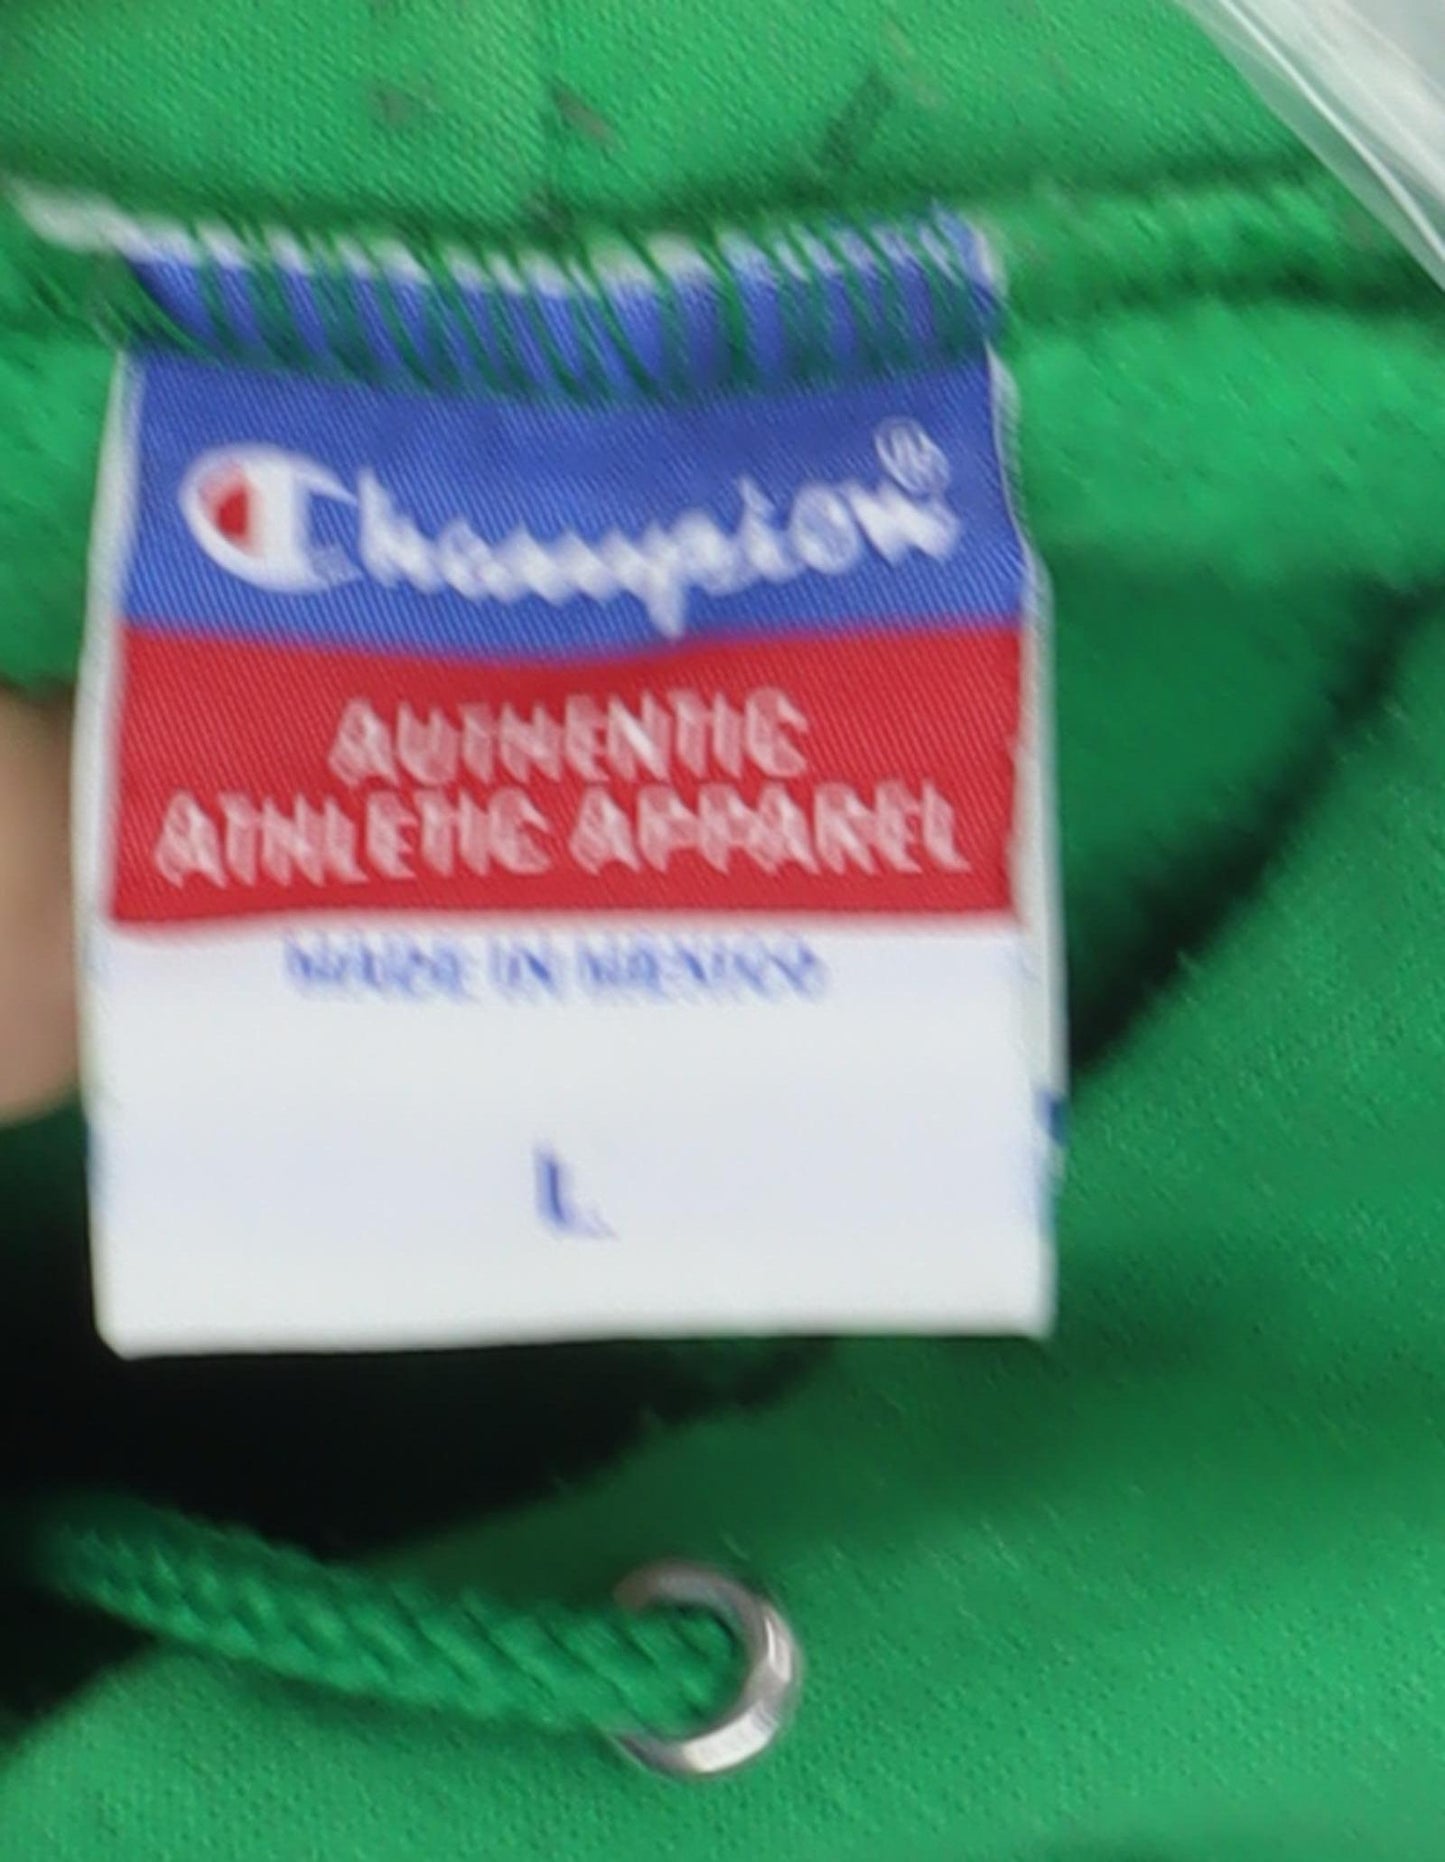 Champion®
AUTHENTIC
ATHLETIC APPAREL
MADE IN MEXICO
L